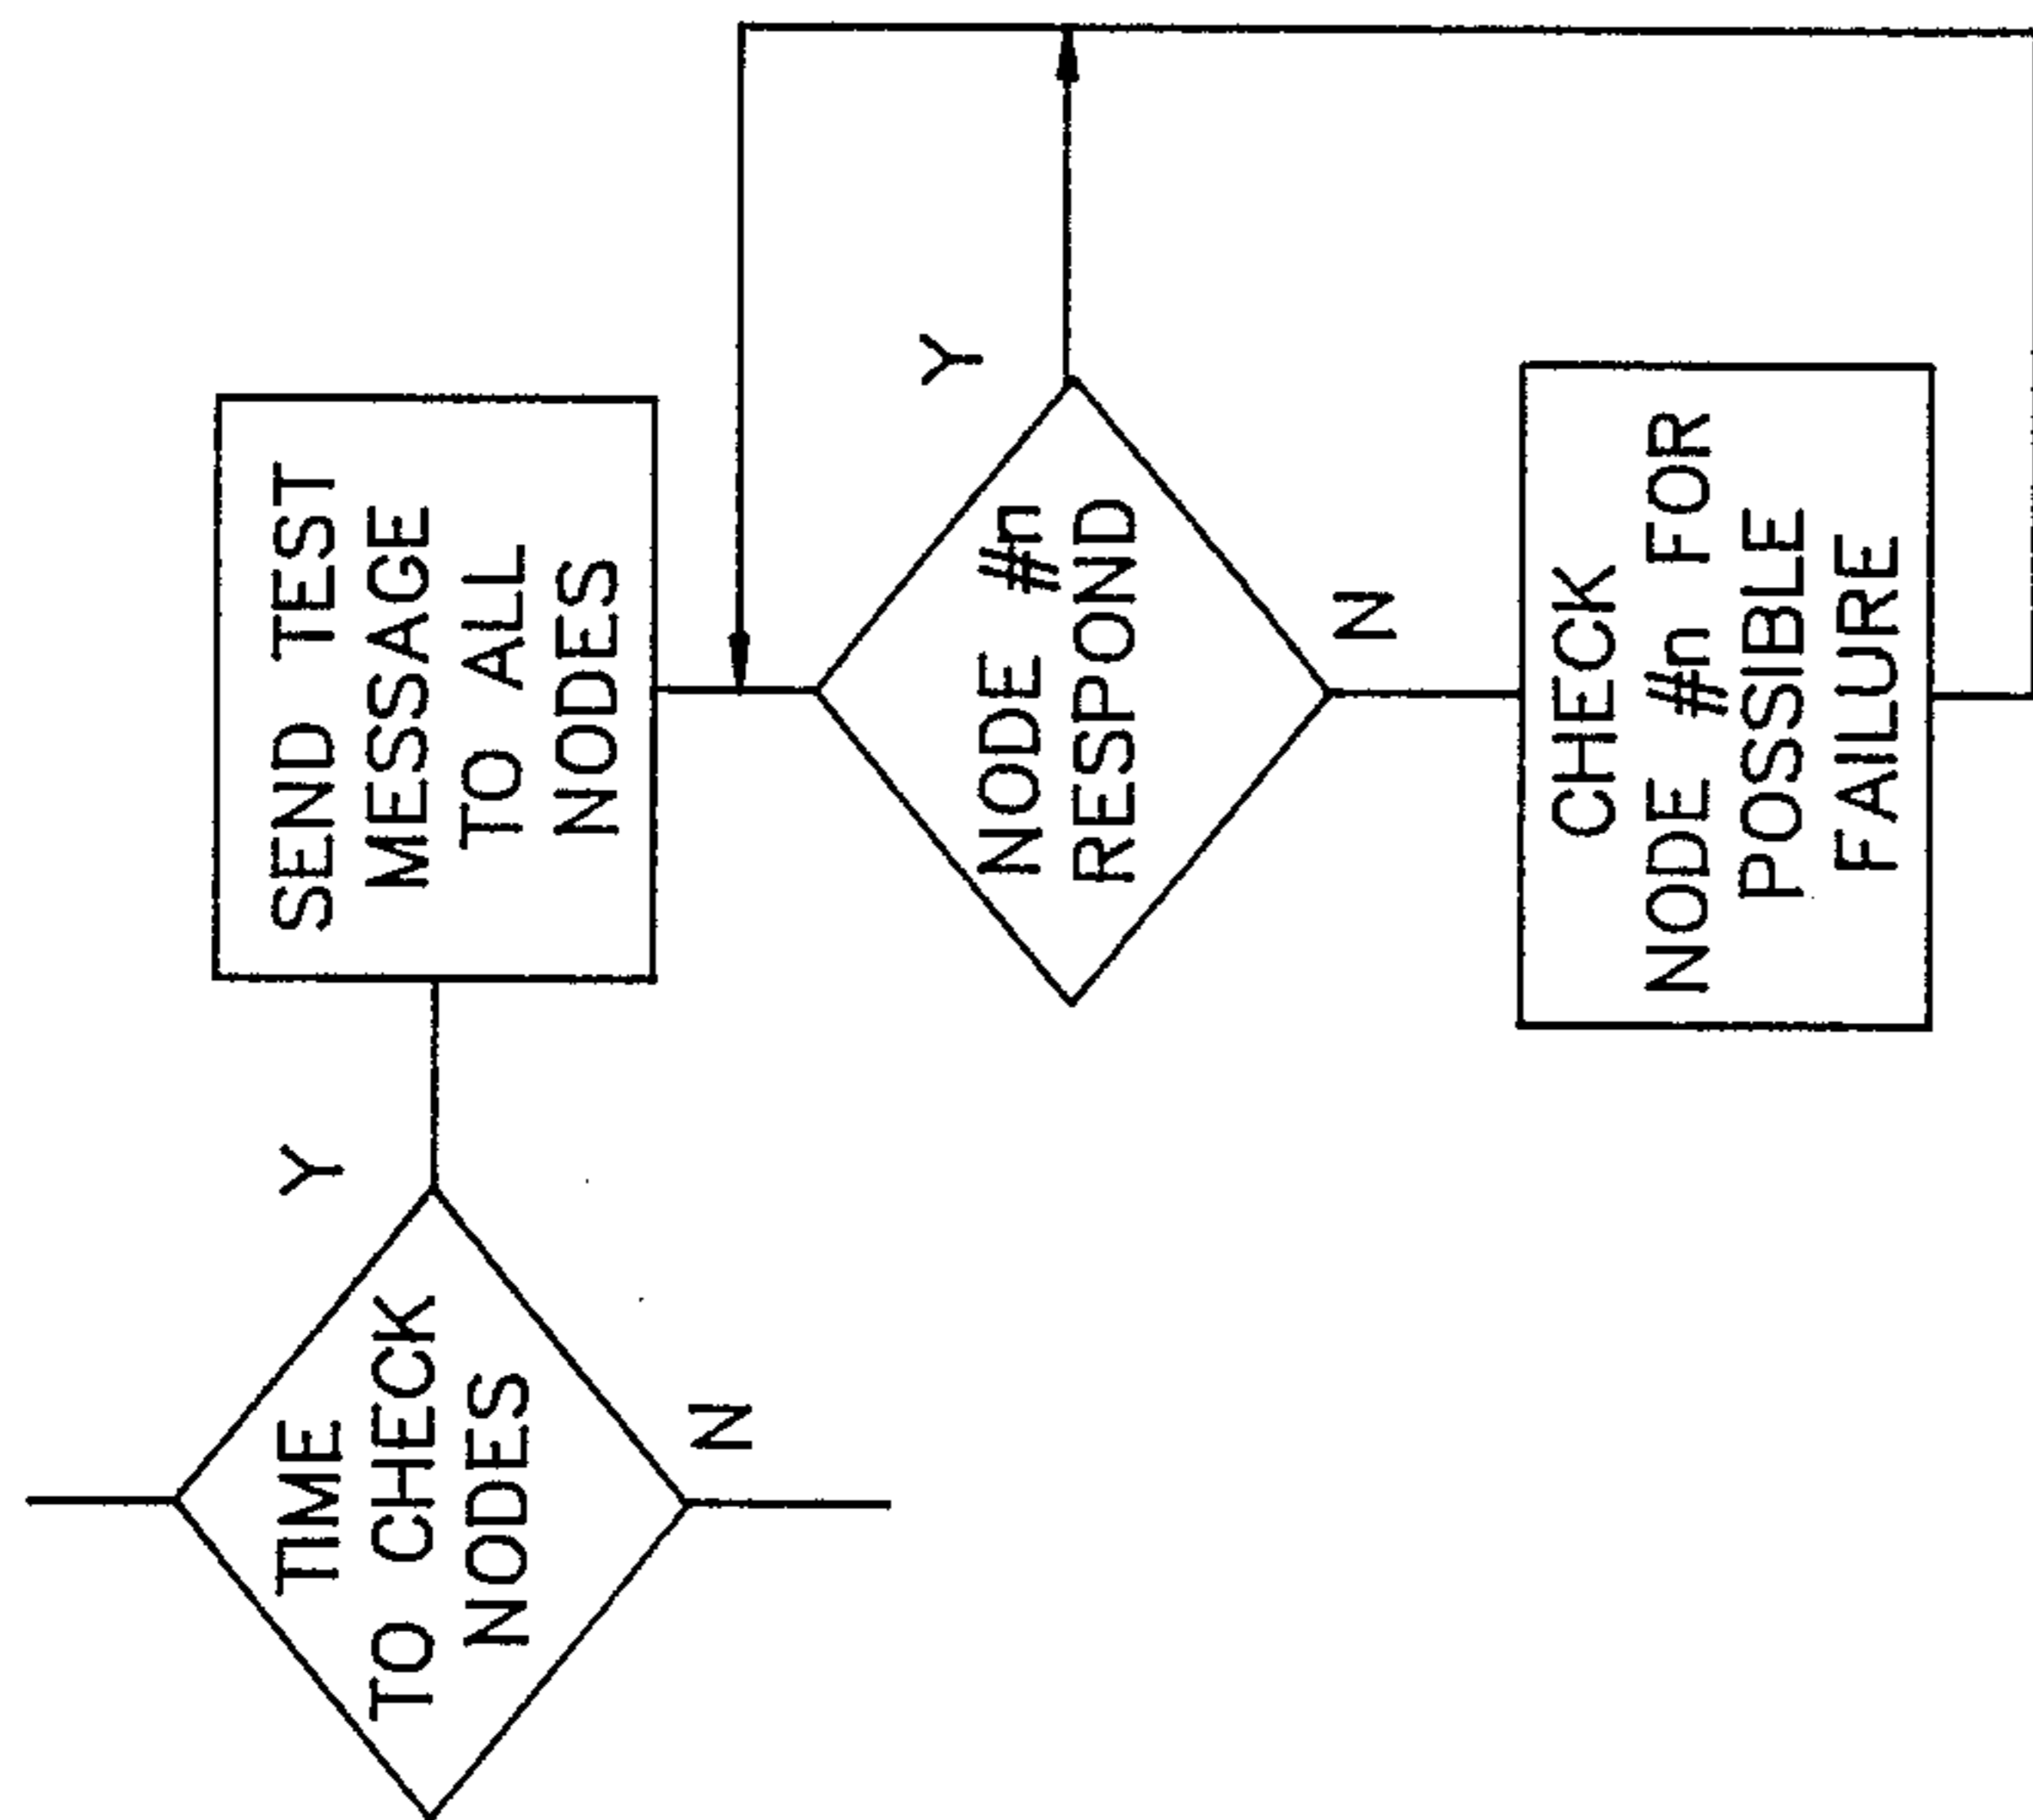 TIME
TO CHECK
NODES
Y
N
SEND TEST
MESSAGE
TO ALL
NODES
NODE #n
RESPOND
Y
N
CHECK
NODE #n FOR
POSSIBLE
FAILURE